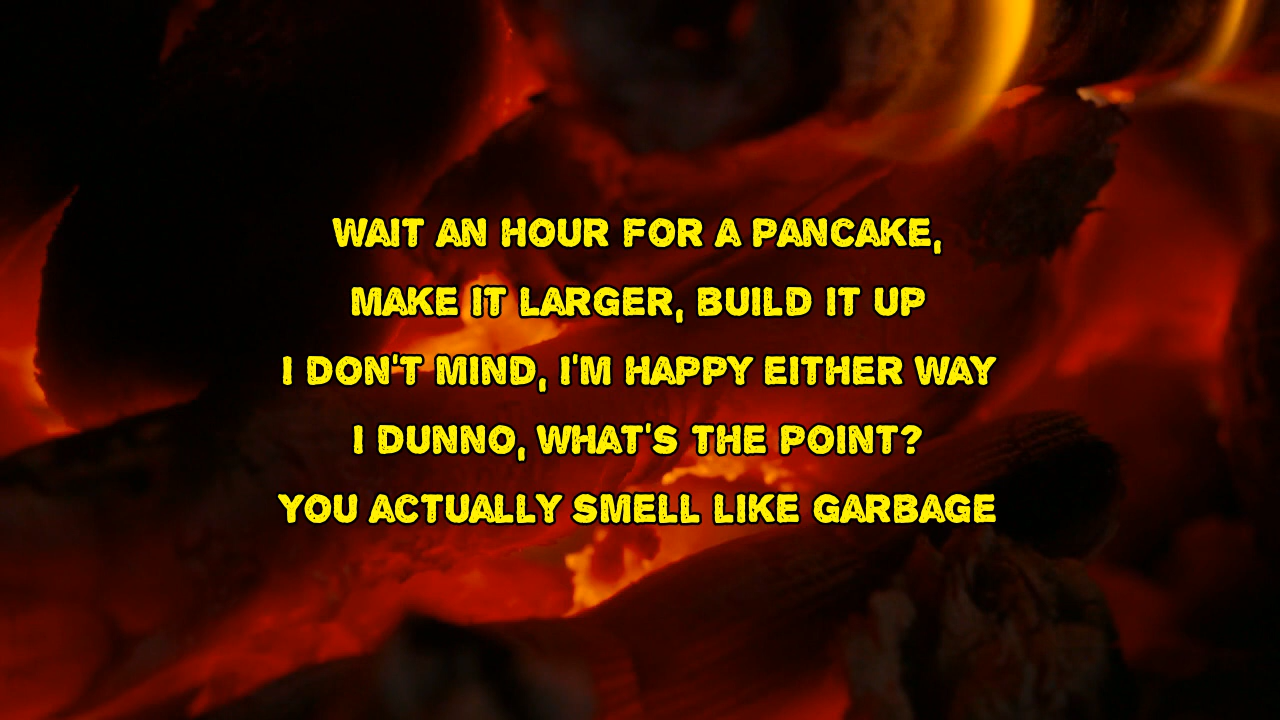 WAIT AN HOUR FOR A PANCAKE,
MAKE IT LARGER, BUILD IT UP
I DON'T MIND, I'M HAPPY EITHER WAY
I DUNNO, WHAT'S THE POINT?
YOU ACTUALLY SMELL LIKE GARBAGE